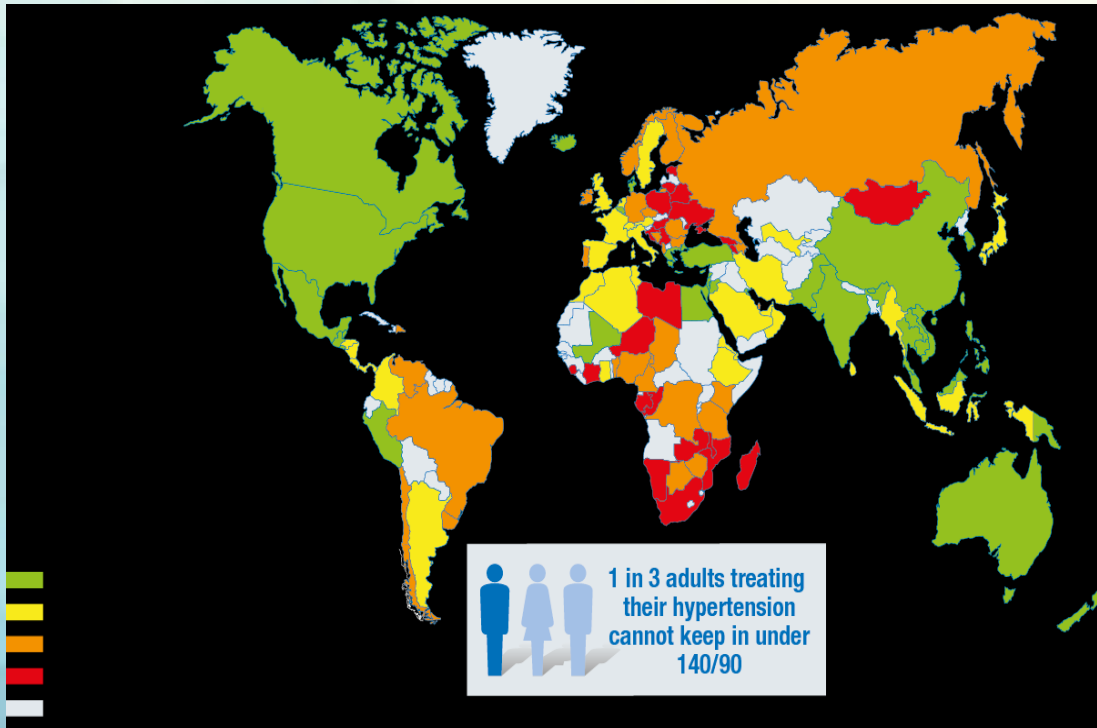 1 in 3 adults treating
their hypertension
cannot keep in under
140/90